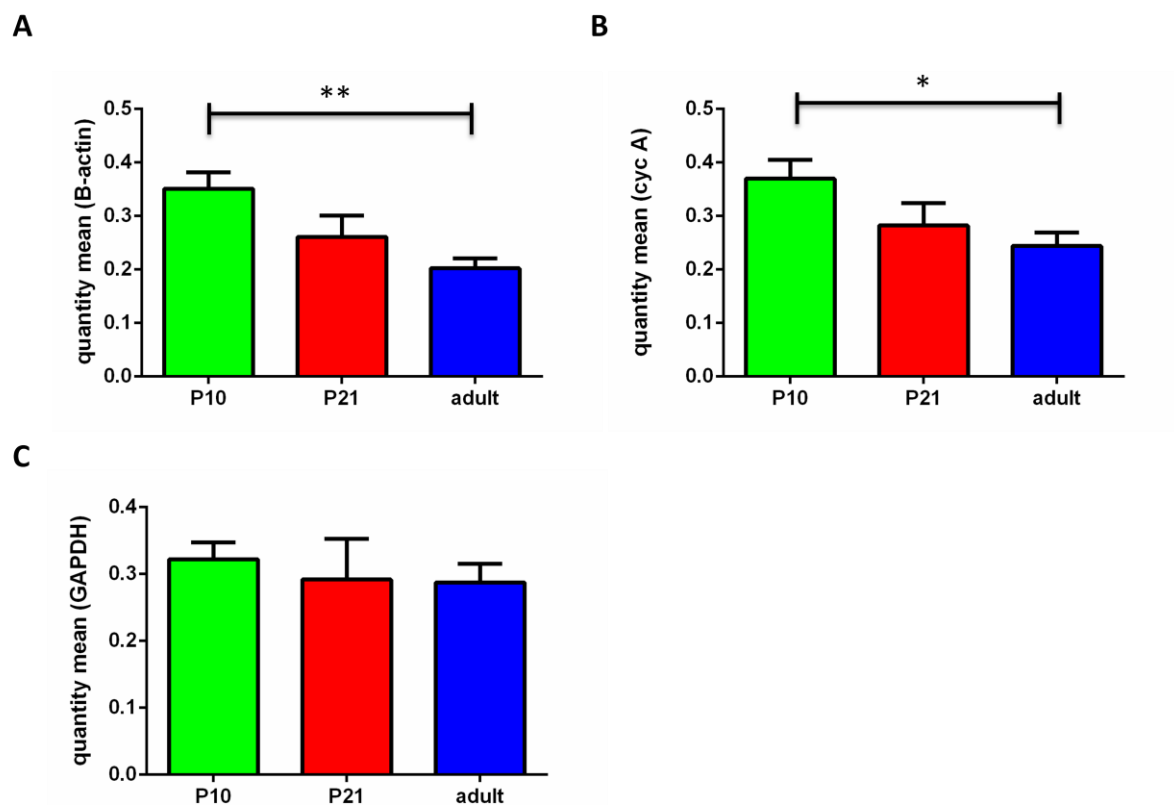 A
B
**
*
quantity mean (B-actin)
0.5
0.4
0.3
0.2
0.1
0.0
P10 P21 adult
quantity mean (cyc A)
0.5
0.4
0.3
0.2
0.1
0.0
P10 P21 adult
C
quantity mean (GAPDH)
0.4
0.3
0.2
0.1
0.0
P10 P21 adult